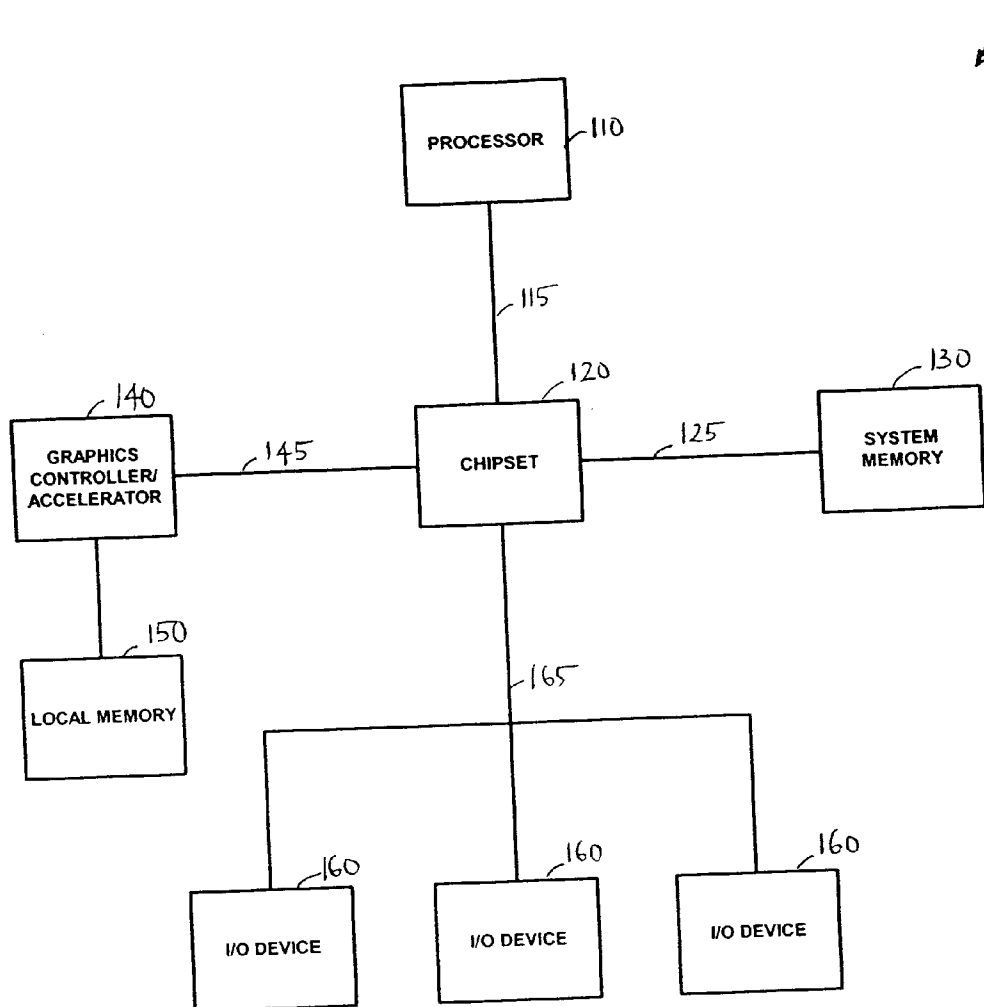 PROCESSOR
110
115
120
130
140
145
125
GRAPHICS
CONTROLLER/
ACCELERATOR
CHIPSET
SYSTEM
MEMORY
150
LOCAL MEMORY
165
160
160
160
I/O DEVICE
I/O DEVICE
I/O DEVICE